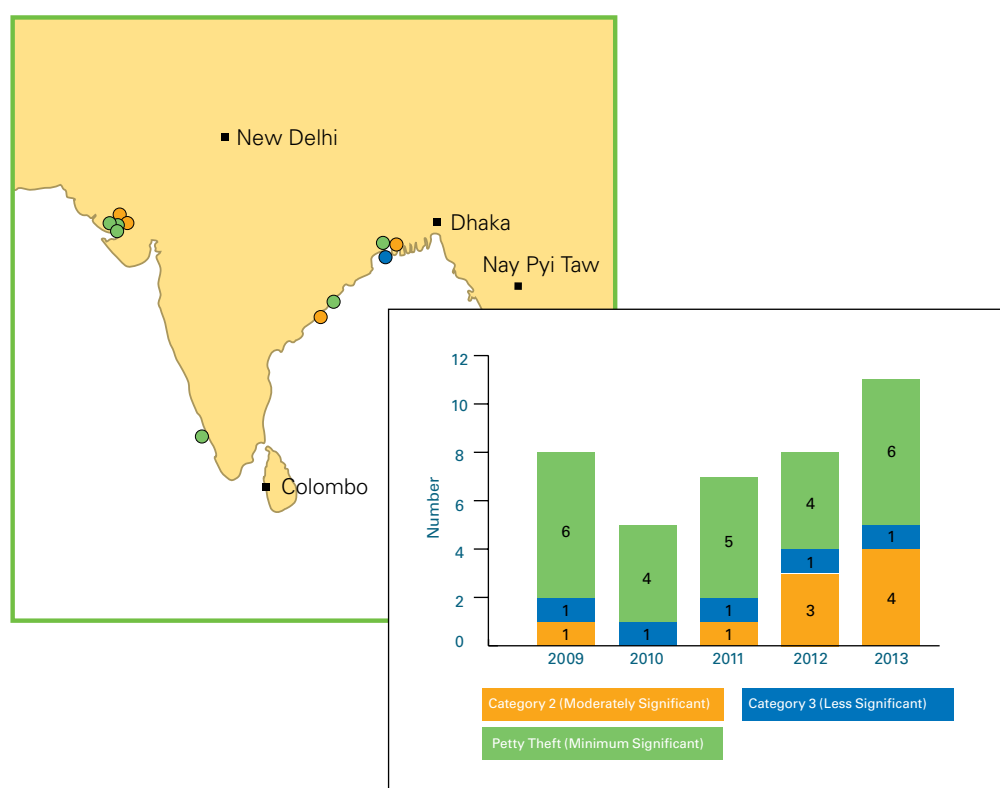 New Delhi
Dhaka
Nay Pyi Taw
Colombo
Number
12
10
8
6
4
2
0
6
1
1
4
1
5
1
1
4
1
3
6
1
4
2009 2010 2011 2012 2013
Category 2 (Moderately Significant) Category 3 (Less Significant)
Petty Theft (Minimum Significant)